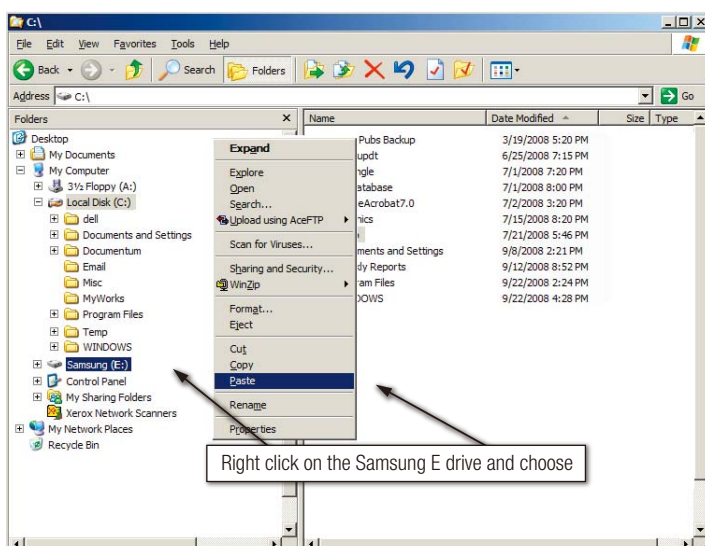 C:\
File Edit View Favorites Tools Help
Back Search Folders
Address C:\ Go
Folders
Desktop
My Documents
My Computer
3½ Floppy (A:)
Local Disk (C:)
dell
Documents and Settings
Documentum
Email
Misc
MyWorks
Program Files
Temp
WINDOWS
Samsung (E:)
Control Panel
My Sharing Folders
Xerox Network Scanners
My Network Places
Recycle Bin
Expand
Explore
Open
Search...
Upload using AceFTP
Scan for Viruses...
Sharing and Security...
WinZip
Format...
Eject
Cut
Copy
Paste
Rename
Properties
Name Date Modified Size Type
Pubs Backup 3/19/2008 5:20 PM
updt 6/25/2008 7:15 PM
ngle 7/1/2008 7:20 PM
atabase 7/1/2008 8:00 PM
eAcrobat7.0 7/2/2008 3:20 PM
nics 7/15/2008 8:20 PM
7/21/2008 5:46 PM
ments and Settings 9/8/2008 2:21 PM
dy Reports 9/12/2008 8:52 PM
ram Files 9/22/2008 2:24 PM
DOWS 9/22/2008 4:28 PM
Right click on the Samsung E drive and choose